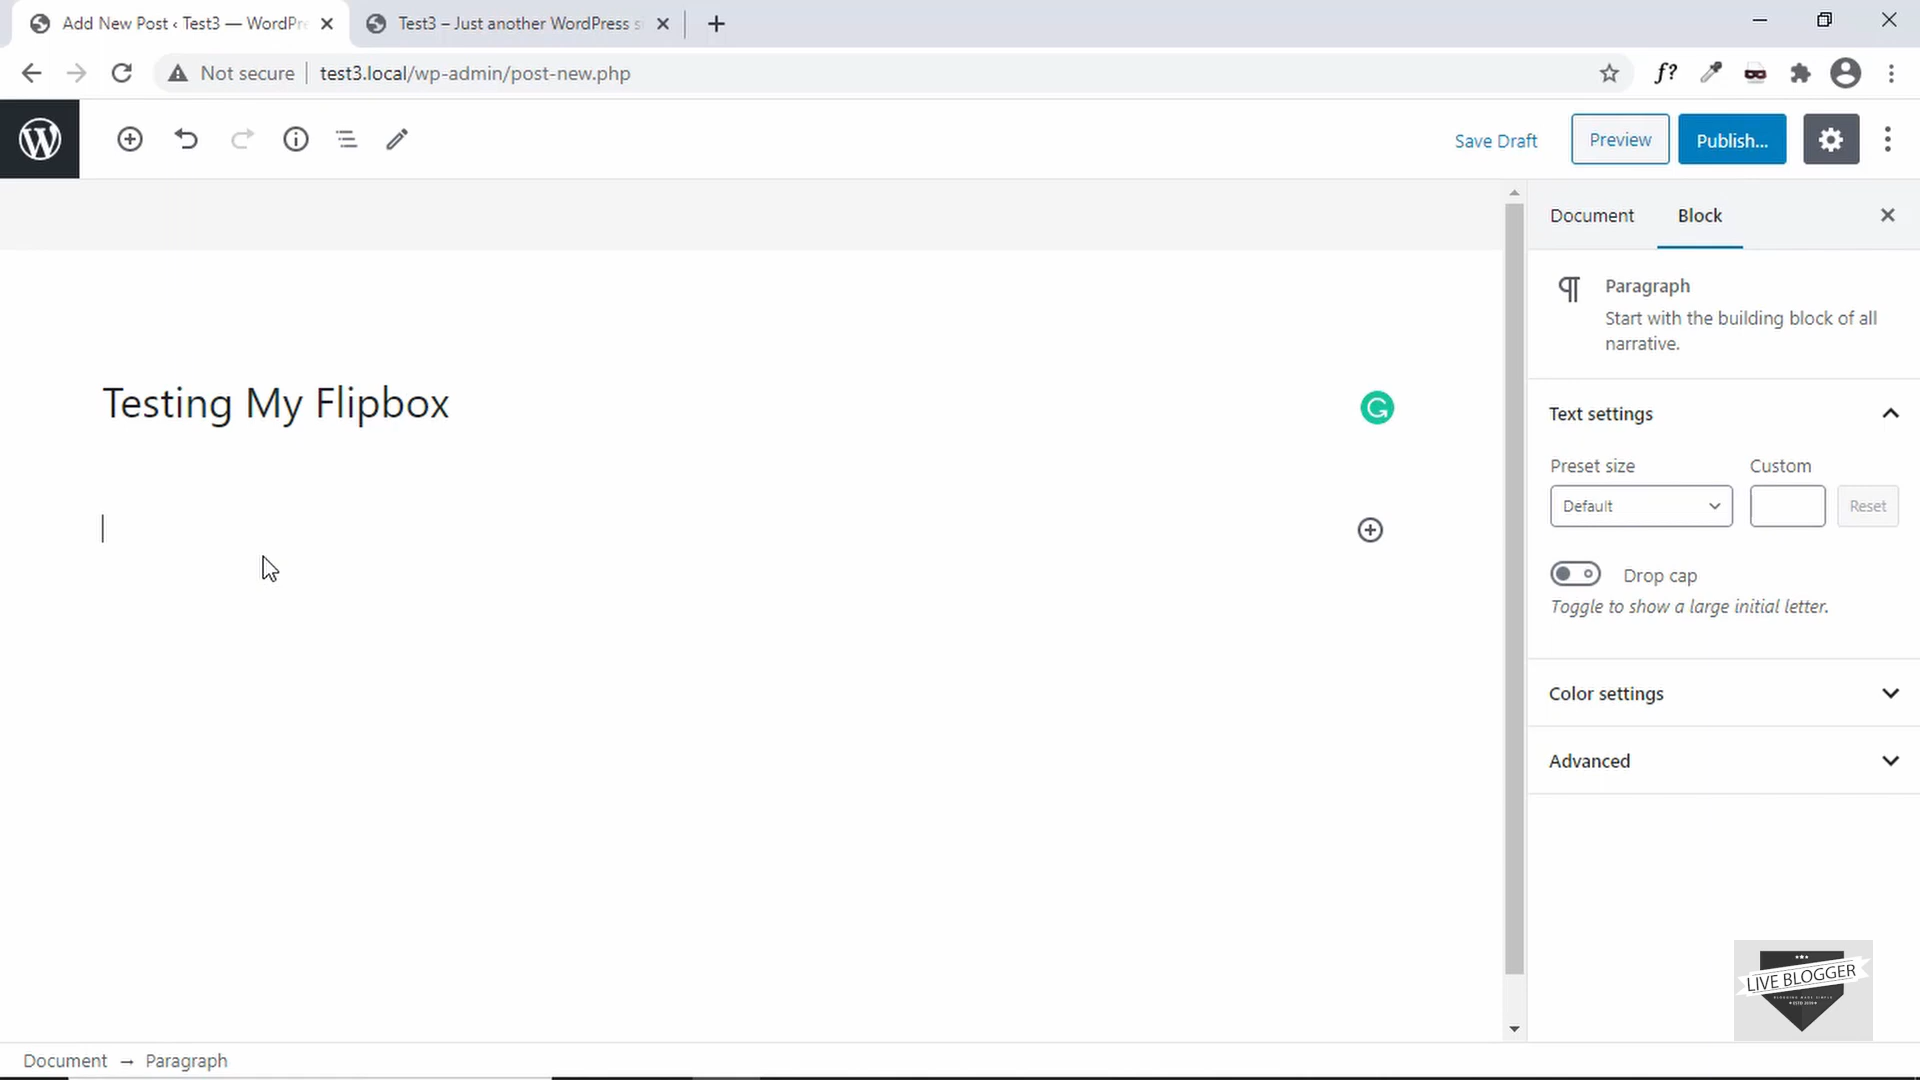 Add New Post ‹ Test3 — WordPre
Test3 – Just another WordPress s
Not secure
test3.local/wp-admin/post-new.php
f?
Save Draft
Preview
Publish...
Document
Block
Paragraph
Start with the building block of all
narrative.
Testing My Flipbox
Text settings
Preset size
Custom
Default
Reset
Drop cap
Toggle to show a large initial letter.
Color settings
Advanced
LIVE BLOGGER
Document → Paragraph